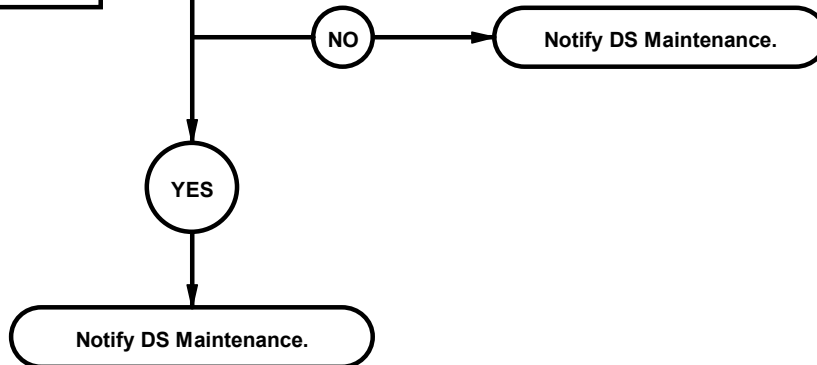 NO
Notify DS Maintenance.
YES
Notify DS Maintenance.